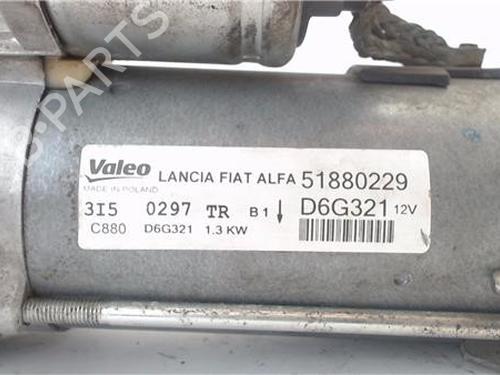 Valeo LANCIA FIAT ALFA 51880229
MADE IN POLAND
3I5 0297 TR B1↓ D6G321 12V
C880 D6G321 1.3 KW
B-PARTS